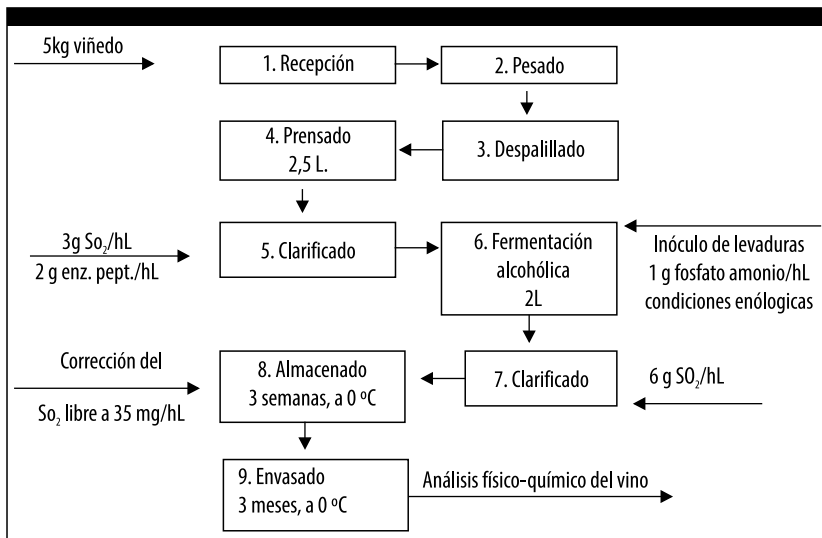 5kg viñedo
1. Recepción
2. Pesado
4. Prensado
2,5 L.
3. Despalillado
3g So₂/hL
2 g enz. pept./hL
5. Clarificado
6. Fermentación
alcohólica
2L
Inóculo de levaduras
1 g fosfato amonio/hL
condiciones enólogicas
Corrección del
So₂ libre a 35 mg/hL
8. Almacenado
3 semanas, a 0 ºC
7. Clarificado
6 g SO₂/hL
9. Envasado
3 meses, a 0 ºC
Análisis físico-químico del vino